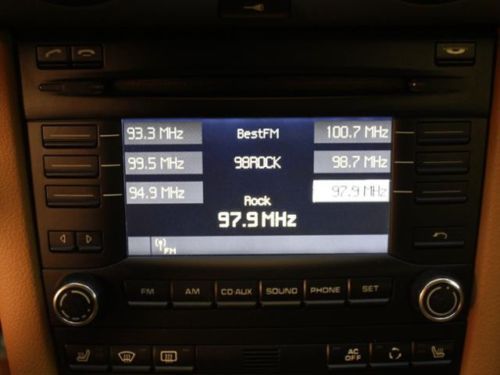 93.3 MHz BestFM 100.7 MHz
99.5 MHz 98ROCK 98.7 MHz
94.9 MHz Rock 97.9 MHz
97.9 MHz
FM
FM AM CD·AUX SOUND PHONE SET
AC OFF